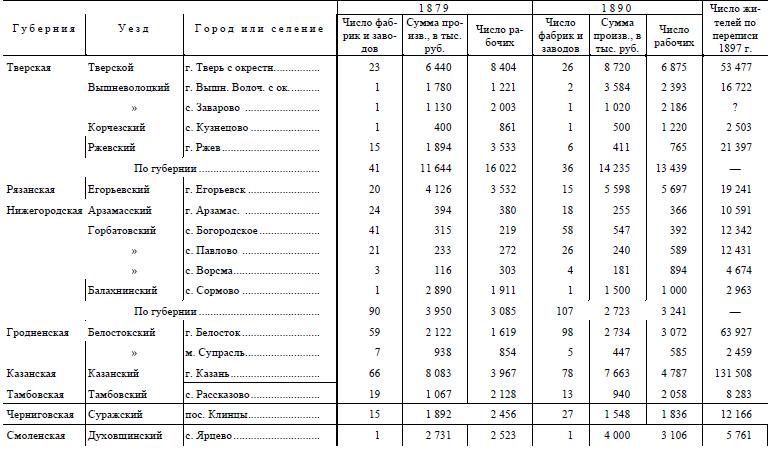 Губерния Уезд Город или селение 1879 1890 Число жи-
телей по
переписи
1897 г.
Число фаб-
рик и заво-
дов Сумма про-
изв., в тыс.
руб. Число ра-
бочих Число
фабрик и
заводов Сумма
произв., в
тыс. руб. Число
рабочих
Тверская Тверской г. Тверь с окрестн. 23 6 440 8 404 26 8 720 6 875 53 477
Вышневолоцкий г. Вышн. Волоч. с ок. 1 1 780 1 221 2 3 584 2 393 16 722
» с. Заварово 1 1 130 2 003 1 1 020 2 186 ?
Корчезский с. Кузнецово 1 400 861 1 500 1 220 2 503
Ржевский г. Ржев 15 1 894 3 533 6 411 765 21 397
По губернии 41 11 644 16 022 36 14 235 13 439 —
Рязанская Егорьевский г. Егорьевск 20 4 126 3 532 15 5 598 5 697 19 241
Нижегородская Арзамасский г. Арзамас. 24 394 380 18 255 366 10 591
Горбатовский с. Богородское 41 315 219 58 547 392 12 342
» с. Павлово 21 233 272 26 240 589 12 431
» с. Ворсма 3 116 303 4 181 894 4 674
Балахнинский с. Сормово 1 2 890 1 911 1 1 500 1 000 2 963
По губернии 90 3 950 3 085 107 2 723 3 241 —
Гродненская Белостокский г. Белосток 59 2 122 1 619 98 2 734 3 072 63 927
» м. Супрасль 7 938 854 5 447 585 2 459
Казанская Казанский г. Казань 66 8 083 3 967 78 7 663 4 787 131 508
Тамбовская Тамбовский с. Рассказово 19 1 067 2 128 13 940 2 058 8 283
Черниговская Суражский пос. Клинцы 15 1 892 2 456 27 1 548 1 836 12 166
Смоленская Духовщинский с. Ярцево 1 2 731 2 523 1 4 000 3 106 5 761